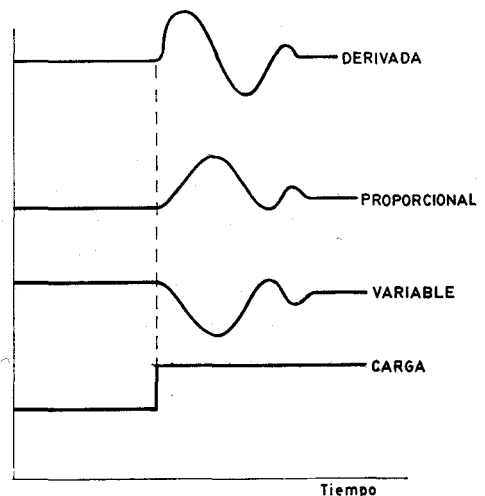 DERIVADA
PROPORCIONAL
VARIABLE
CARGA
Tiempo